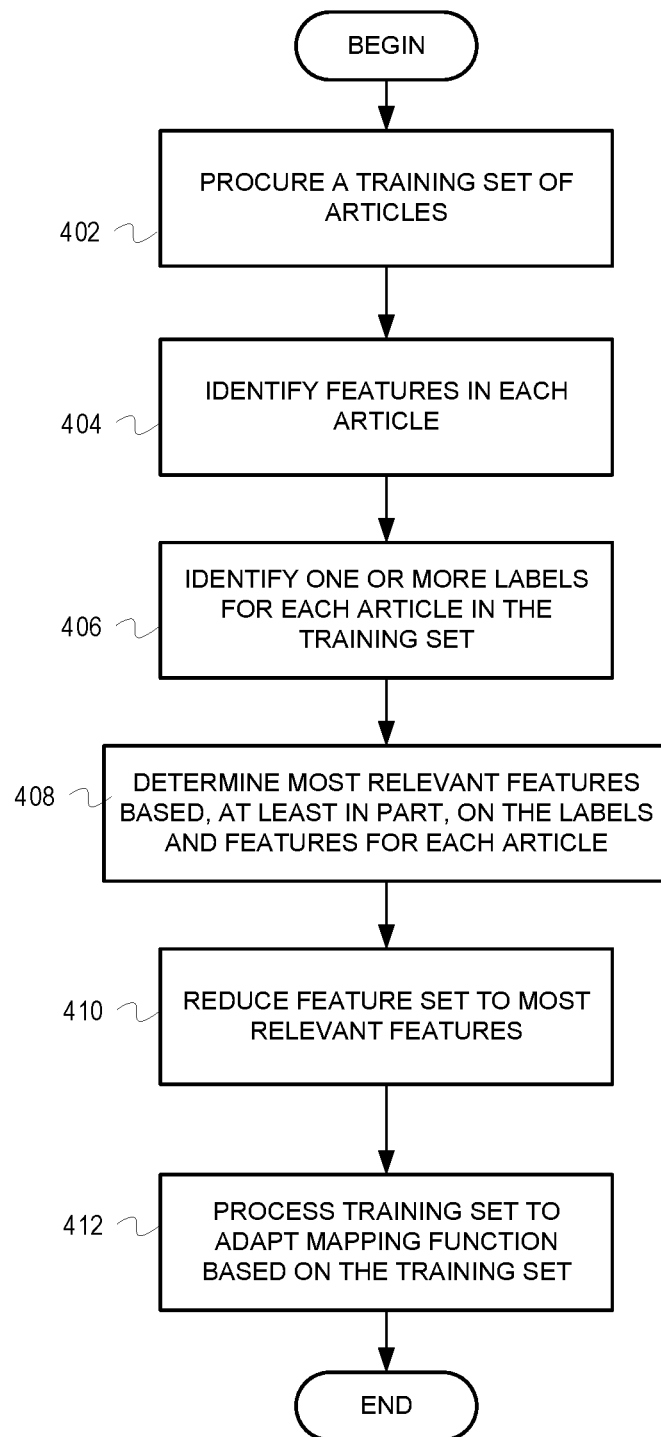 BEGIN
PROCURE A TRAINING SET OF
ARTICLES
402
IDENTIFY FEATURES IN EACH
ARTICLE
404
IDENTIFY ONE OR MORE LABELS
FOR EACH ARTICLE IN THE
TRAINING SET
406
DETERMINE MOST RELEVANT FEATURES
BASED, AT LEAST IN PART, ON THE LABELS
AND FEATURES FOR EACH ARTICLE
408
REDUCE FEATURE SET TO MOST
RELEVANT FEATURES
410
PROCESS TRAINING SET TO
ADAPT MAPPING FUNCTION
BASED ON THE TRAINING SET
412
END